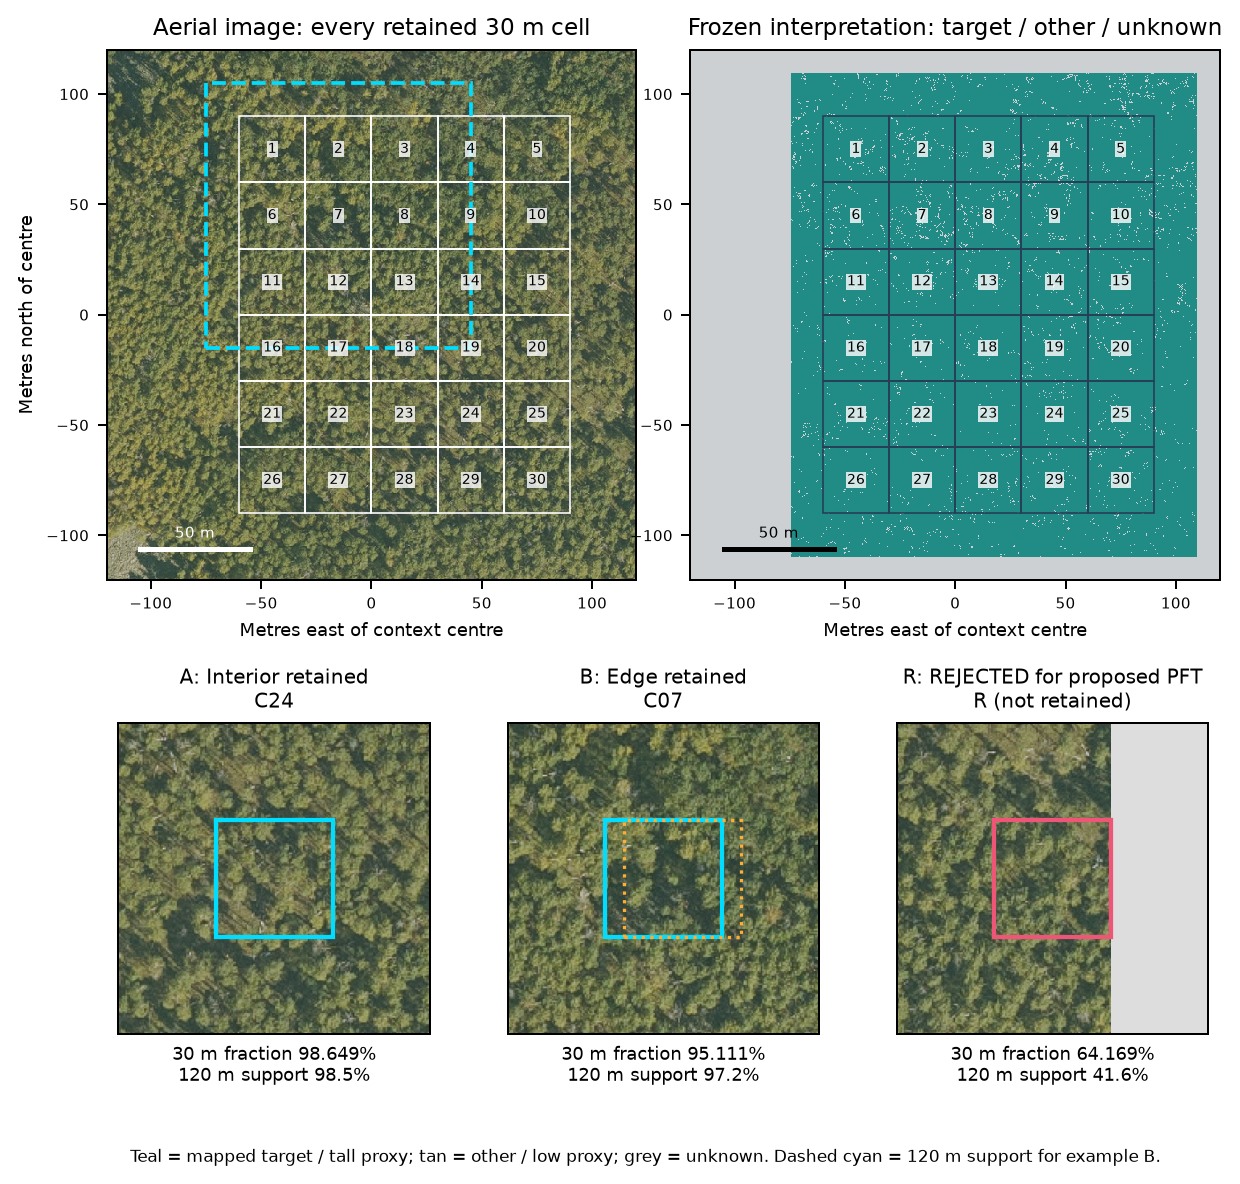 Aerial image: every retained 30 m cell
Frozen interpretation: target / other / unknown
Metres north of centre
100
50
0
−50
−100
1 2 3 4 5
6 7 8 9 10
11 12 13 14 15
16 17 18 19 20
21 22 23 24 25
26 27 28 29 30
50 m
−100 −50 0 50 100
Metres east of context centre
100
50
0
−50
−100
1 2 3 4 5
6 7 8 9 10
11 12 13 14 15
16 17 18 19 20
21 22 23 24 25
26 27 28 29 30
50 m
−100 −50 0 50 100
Metres east of context centre
A: Interior retained
C24
30 m fraction 98.649%
120 m support 98.5%
B: Edge retained
C07
30 m fraction 95.111%
120 m support 97.2%
R: REJECTED for proposed PFT
R (not retained)
30 m fraction 64.169%
120 m support 41.6%
Teal = mapped target / tall proxy; tan = other / low proxy; grey = unknown. Dashed cyan = 120 m support for example B.